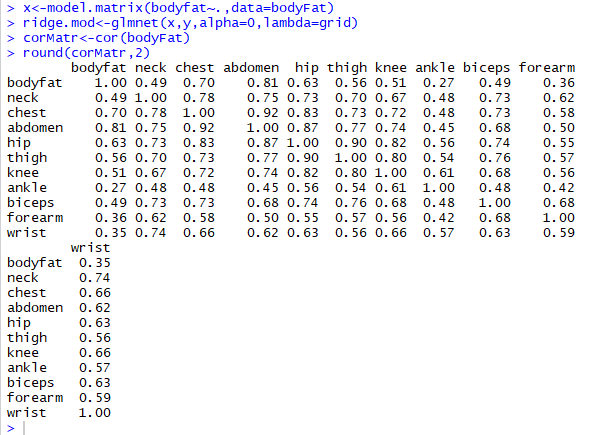 > x<-model.matrix(bodyfat~.,data=bodyFat)
> ridge.mod<-glmnet(x,y,alpha=0,lambda=grid)
> corMatr<-cor(bodyFat)
> round(corMatr,2)
        bodyfat neck chest abdomen  hip thigh knee ankle biceps forearm
bodyfat    1.00 0.49  0.70    0.81 0.63  0.56 0.51  0.27   0.49    0.36
neck       0.49 1.00  0.78    0.75 0.73  0.70 0.67  0.48   0.73    0.62
chest      0.70 0.78  1.00    0.92 0.83  0.73 0.72  0.48   0.73    0.58
abdomen    0.81 0.75  0.92    1.00 0.87  0.77 0.74  0.45   0.68    0.50
hip        0.63 0.73  0.83    0.87 1.00  0.90 0.82  0.56   0.74    0.55
thigh      0.56 0.70  0.73    0.77 0.90  1.00 0.80  0.54   0.76    0.57
knee       0.51 0.67  0.72    0.74 0.82  0.80 1.00  0.61   0.68    0.56
ankle      0.27 0.48  0.48    0.45 0.56  0.54 0.61  1.00   0.48    0.42
biceps     0.49 0.73  0.73    0.68 0.74  0.76 0.68  0.48   1.00    0.68
forearm    0.36 0.62  0.58    0.50 0.55  0.57 0.56  0.42   0.68    1.00
wrist      0.35 0.74  0.66    0.62 0.63  0.56 0.66  0.57   0.63    0.59
        wrist
bodyfat  0.35
neck     0.74
chest    0.66
abdomen  0.62
hip      0.63
thigh    0.56
knee     0.66
ankle    0.57
biceps   0.63
forearm  0.59
wrist    1.00
>